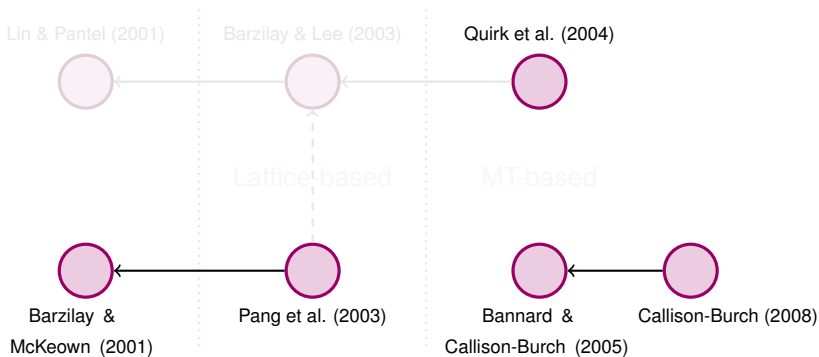 Lin & Pantel (2001) Barzilay & Lee (2003) Quirk et al. (2004)
Lattice-based MT-based
Barzilay &
McKeown (2001)
Pang et al. (2003)
Bannard &
Callison-Burch (2005)
Callison-Burch (2008)